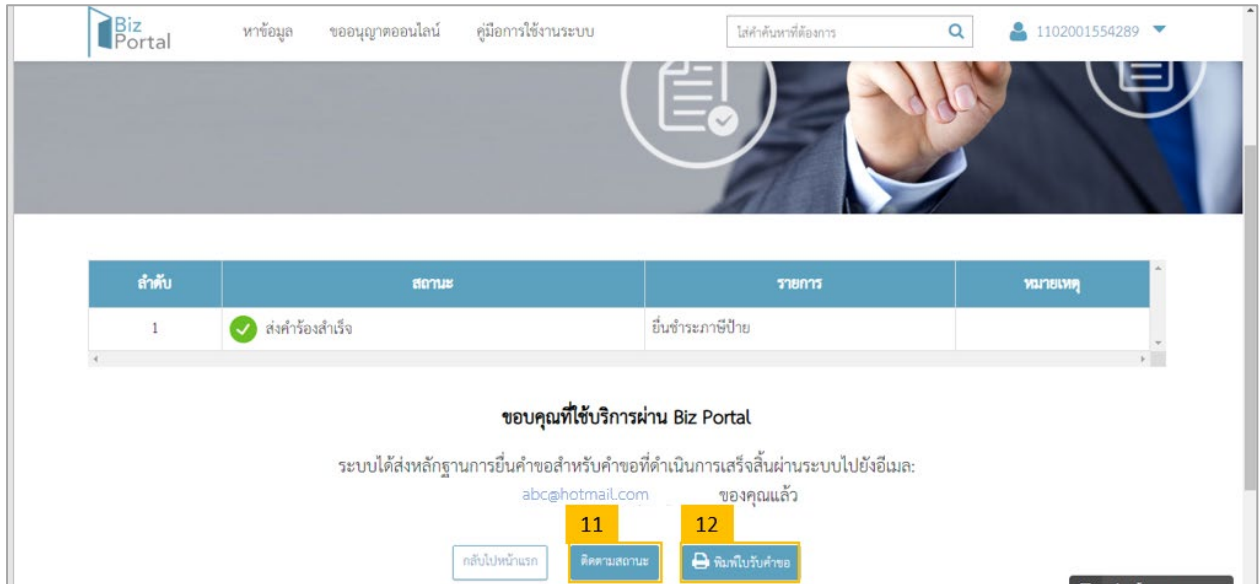 Biz
Portal
หาข้อมูล ขออนุญาตออนไลน์ คู่มือการใช้งานระบบ ใส่คำค้นหาที่ต้องการ 1102001554289
ลำดับ สถานะ รายการ หมายเหตุ
1 ส่งคำร้องสำเร็จ ยื่นชำระภาษีป้าย
ขอบคุณที่ใช้บริการผ่าน Biz Portal
ระบบได้ส่งหลักฐานการยื่นคำขอสำหรับคำขอที่ดำเนินการเสร็จสิ้นผ่านระบบไปยังอีเมล:
abc@hotmail.com ของคุณแล้ว
11 12
กลับไปหน้าแรก ติดตามสถานะ พิมพ์ใบรับคำขอ